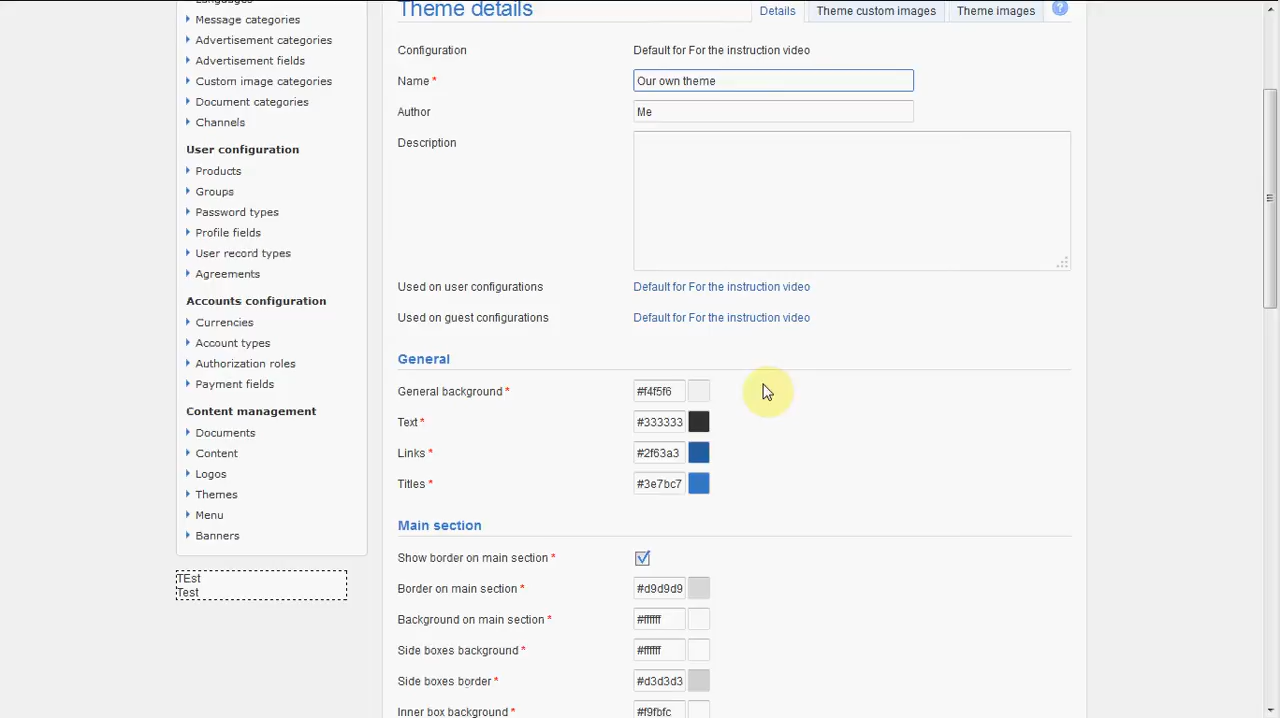 Languages
Message categories
Advertisement categories
Advertisement fields
Custom image categories
Document categories
Channels
User configuration
Products
Groups
Password types
Profile fields
User record types
Agreements
Accounts configuration
Currencies
Account types
Authorization roles
Payment fields
Content management
Documents
Content
Logos
Themes
Menu
Banners
TEst
Test
Theme details
Details
Theme custom images
Theme images
?
Configuration Default for For the instruction video
Name * Our own theme
Author Me
Description
Used on user configurations Default for For the instruction video
Used on guest configurations Default for For the instruction video
General
General background * #f4f5f6
Text * #333333
Links * #2f63a3
Titles * #3e7bc7
Main section
Show border on main section *
Border on main section * #d9d9d9
Background on main section * #ffffff
Side boxes background * #ffffff
Side boxes border * #d3d3d3
Inner box background * #f9fbfc